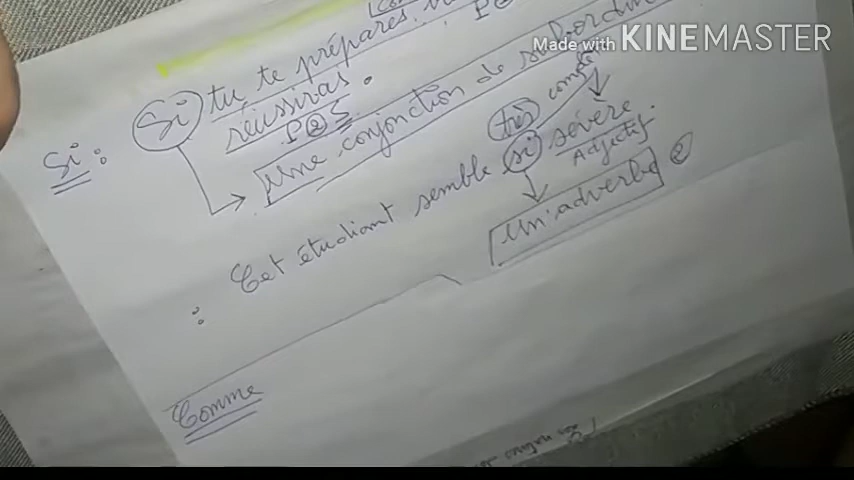 Made with KINEMASTER
Si : Si tu te prépares
réussiras.
P②S
Une conjonction de subordin
très
: Cet étudiant semble si sévère.
Adjectif
un adverbe
Comme